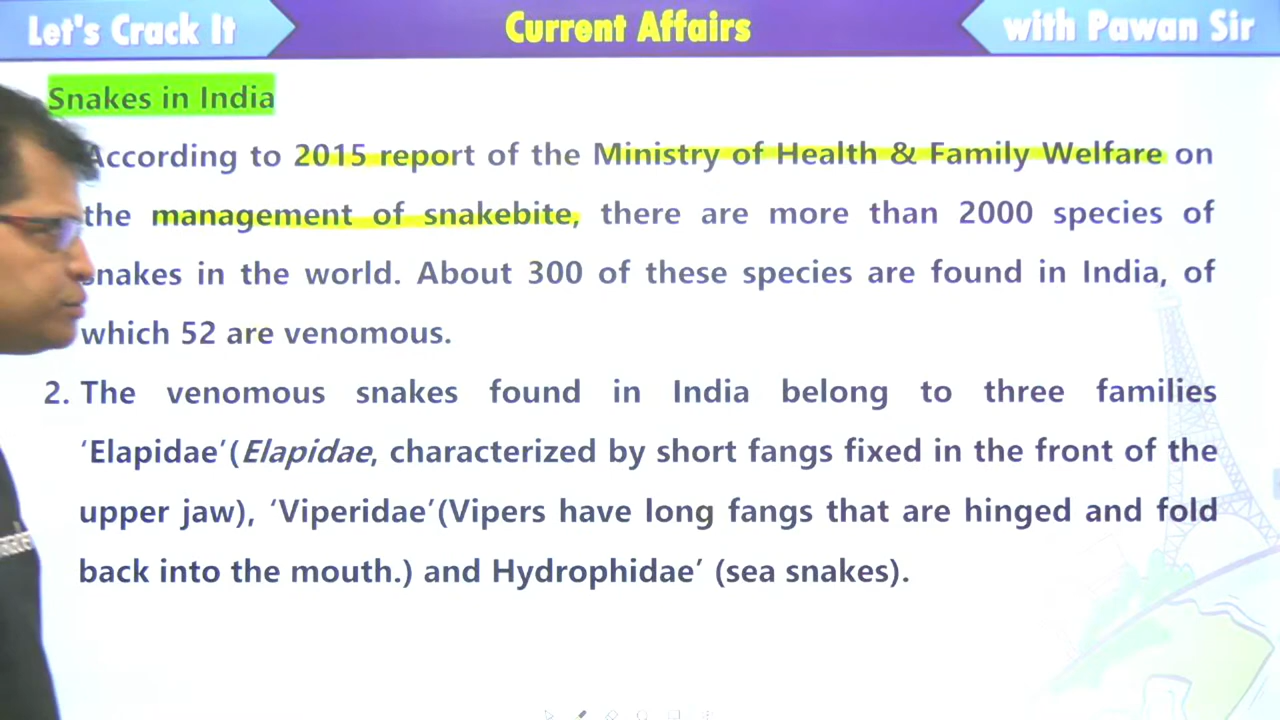 Let's Crack It
Current Affairs
with Pawan Sir
Snakes in India
According to 2015 report of the Ministry of Health & Family Welfare on
the management of snakebite, there are more than 2000 species of
snakes in the world. About 300 of these species are found in India, of
which 52 are venomous.
2. The venomous snakes found in India belong to three families
‘Elapidae’(Elapidae, characterized by short fangs fixed in the front of the
upper jaw), ‘Viperidae’(Vipers have long fangs that are hinged and fold
back into the mouth.) and Hydrophidae’ (sea snakes).